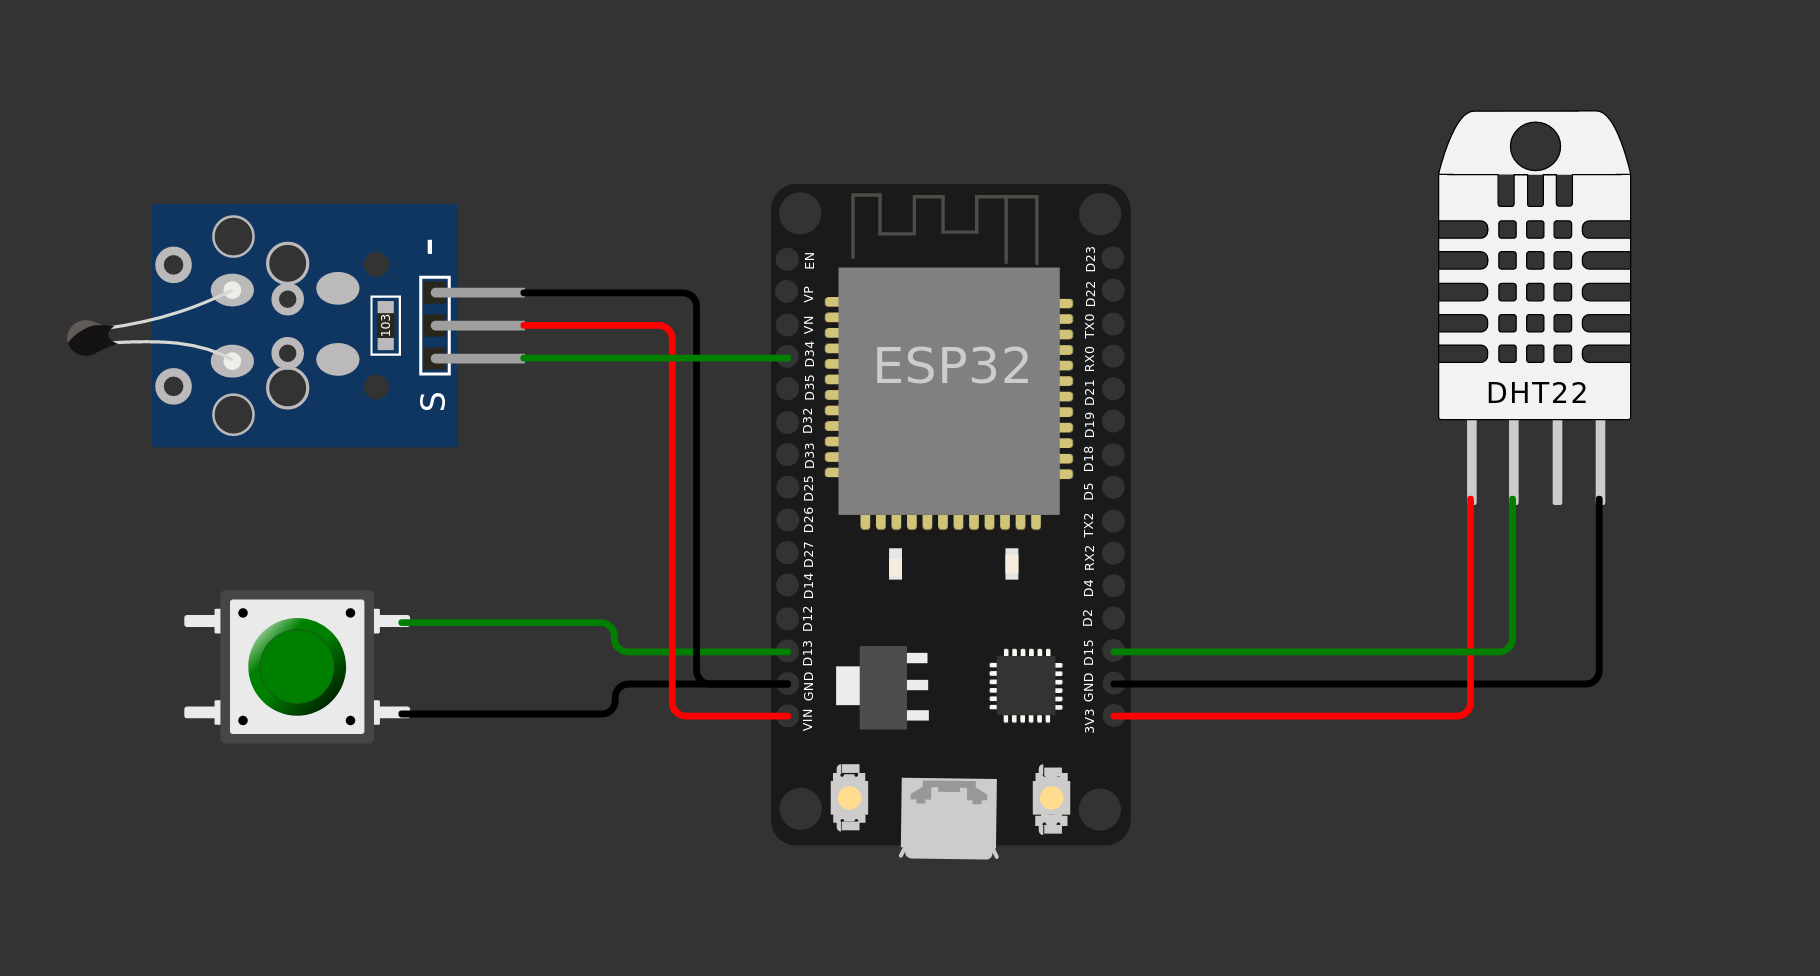 -
103
S
EN
VP
VN
D34
D35
D32
D33
D25
D26
D27
D14
D12
D13
GND
VIN
ESP32
D23
D22
TX0
RX0
D21
D19
D18
D5
TX2
RX2
D4
D2
D15
GND
3V3
DHT22